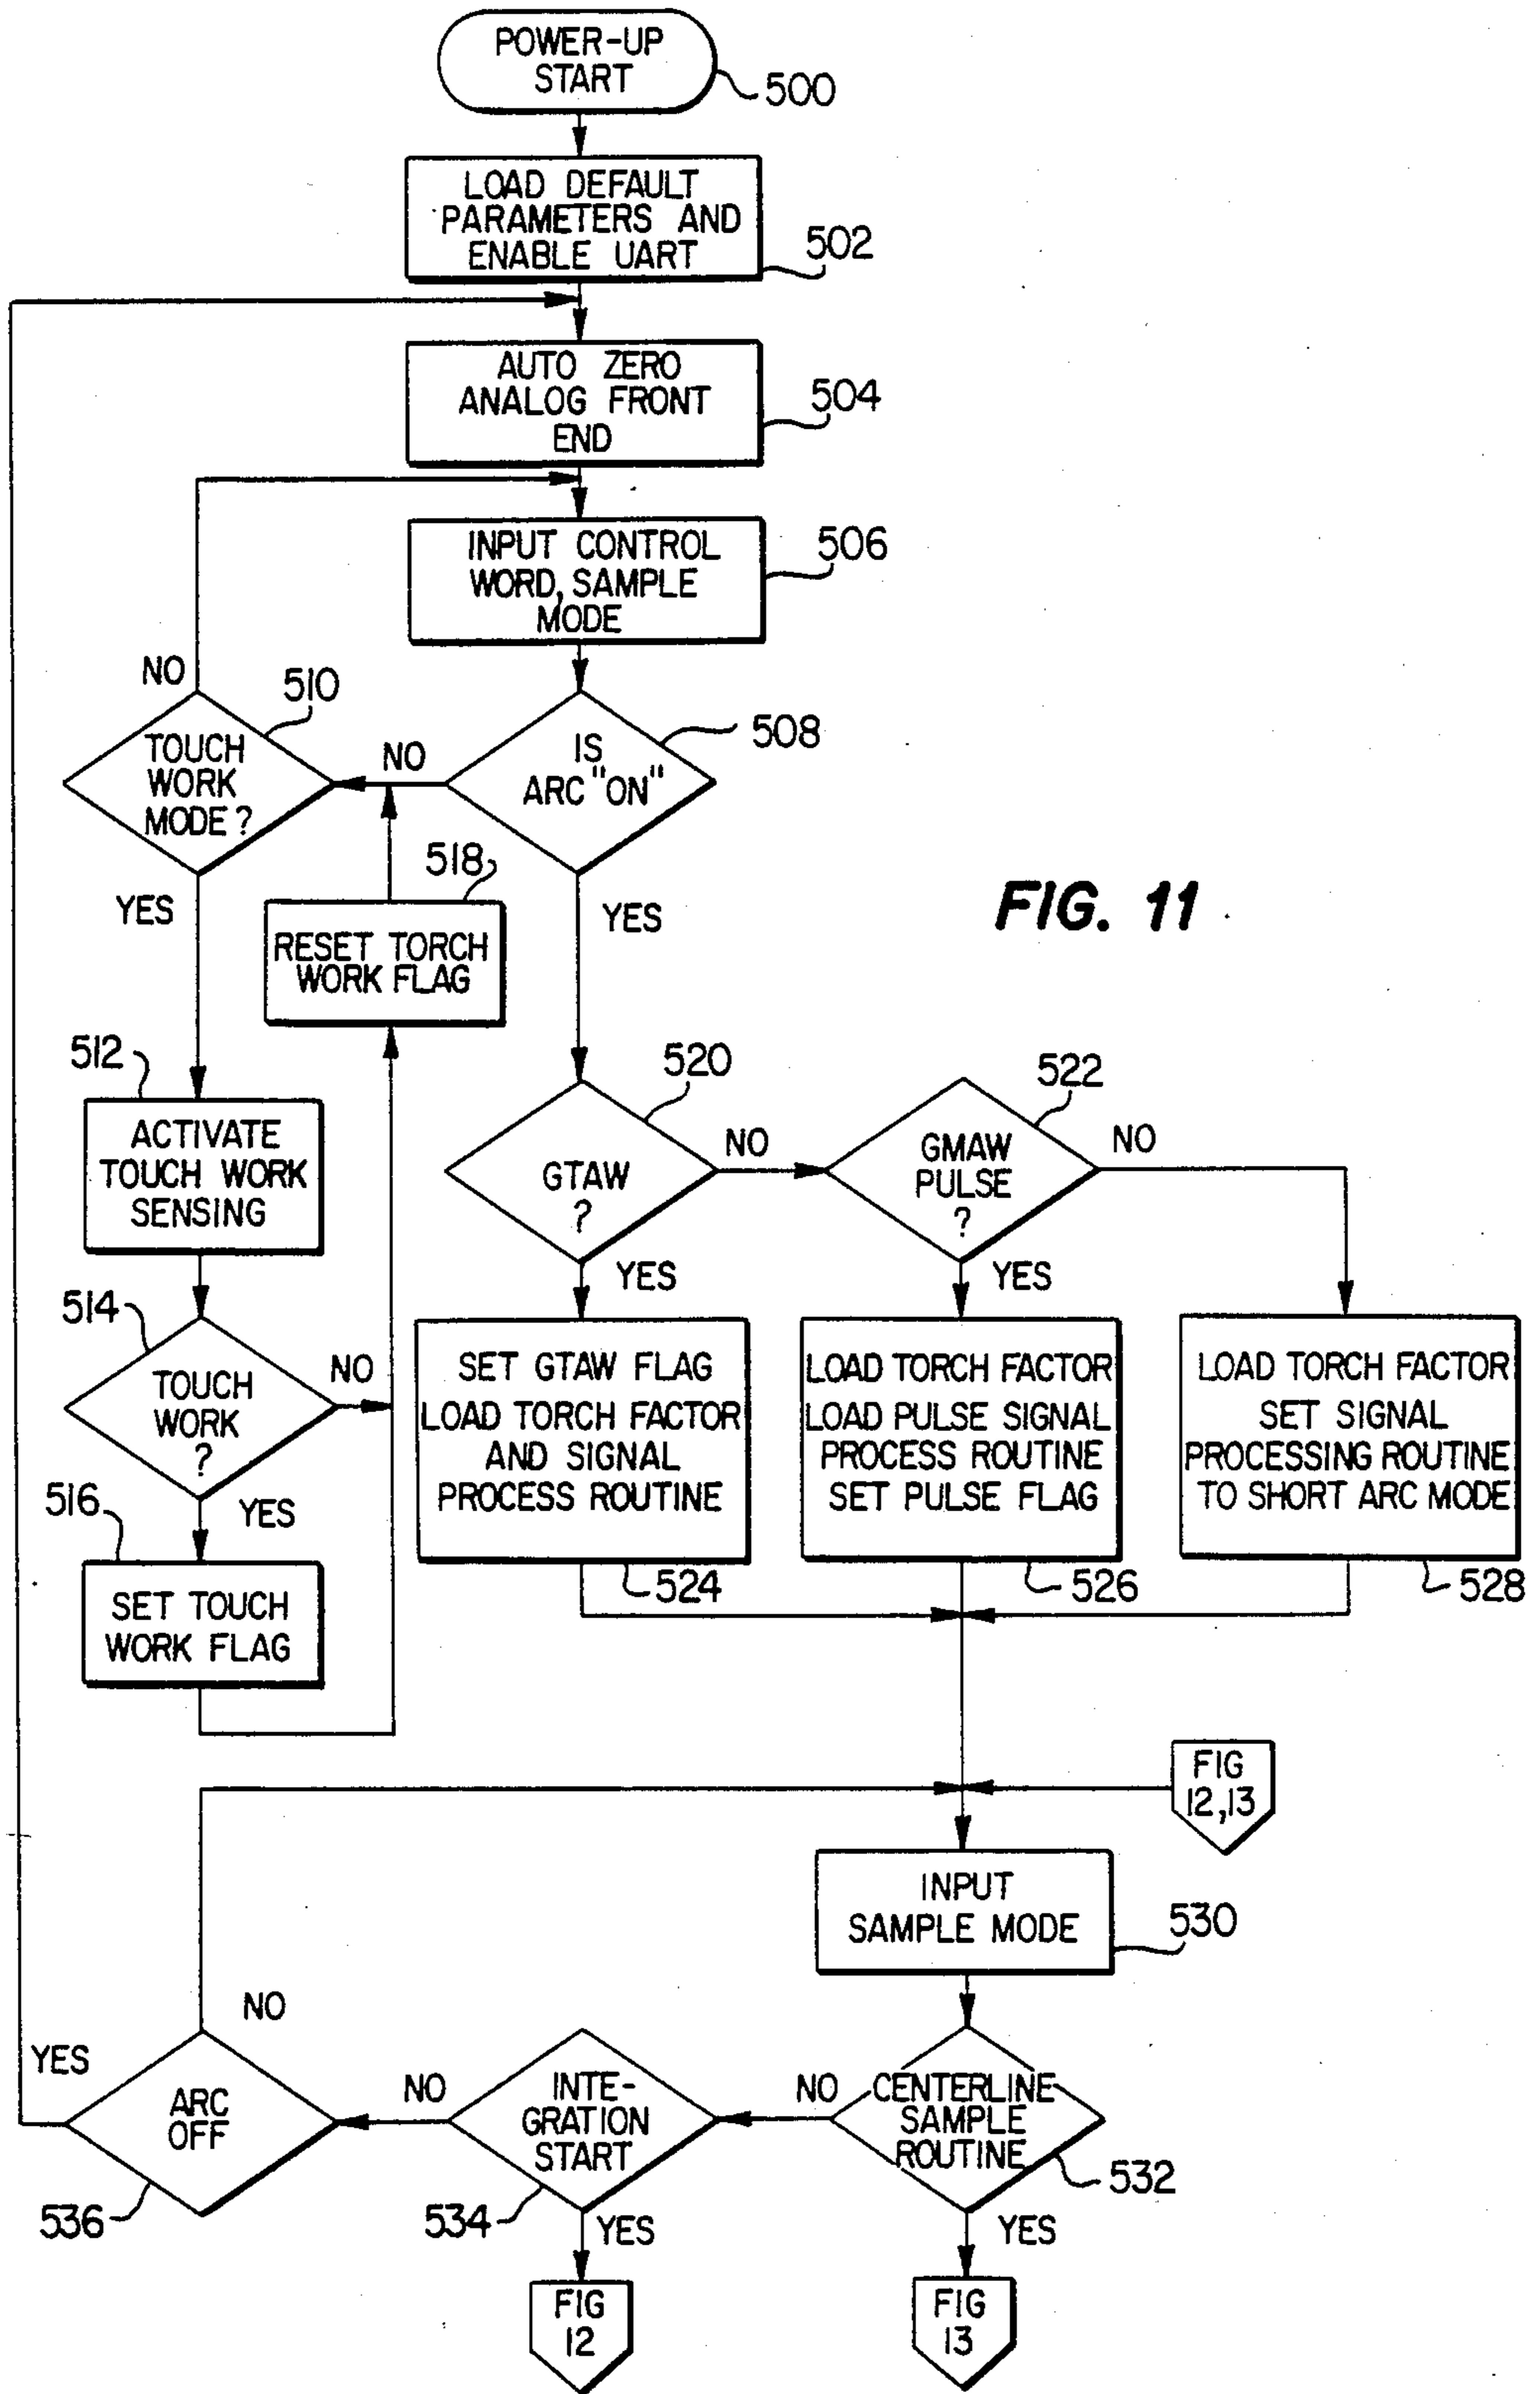 POWER-UP
START
500
LOAD DEFAULT
PARAMETERS AND
ENABLE UART
502
AUTO ZERO
ANALOG FRONT
END
504
INPUT CONTROL
WORD, SAMPLE
MODE
506
NO
510
TOUCH
WORK
MODE?
NO
IS
ARC "ON"
508
YES
518
RESET TORCH
WORK FLAG
YES
FIG. 11
512
ACTIVATE
TOUCH WORK
SENSING
520
GTAW
?
NO
522
GMAW
PULSE
?
NO
514
TOUCH
WORK
?
NO
YES
YES
SET GTAW FLAG
LOAD TORCH FACTOR
AND SIGNAL
PROCESS ROUTINE
524
LOAD TORCH FACTOR
LOAD PULSE SIGNAL
PROCESS ROUTINE
SET PULSE FLAG
526
LOAD TORCH FACTOR
SET SIGNAL
PROCESSING ROUTINE
TO SHORT ARC MODE
528
516
YES
SET TOUCH
WORK FLAG
FIG
12,13
INPUT
SAMPLE MODE
530
NO
YES
ARC
OFF
536
NO
INTE-
GRATION
START
534
NO
CENTERLINE
SAMPLE
ROUTINE
532
YES
YES
FIG
12
FIG
13